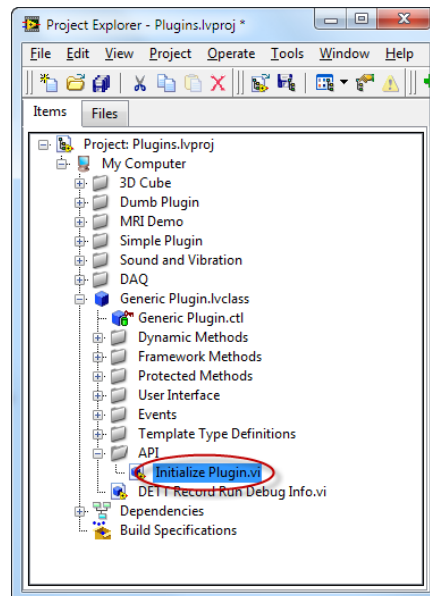 Project Explorer - Plugins.lvproj *
File Edit View Project Operate Tools Window Help
Items Files
Project: Plugins.lvproj
My Computer
3D Cube
Dumb Plugin
MRI Demo
Simple Plugin
Sound and Vibration
DAQ
Generic Plugin.lvclass
Generic Plugin.ctl
Dynamic Methods
Framework Methods
Protected Methods
User Interface
Events
Template Type Definitions
API
Initialize Plugin.vi
DETT Record Run Debug Info.vi
Dependencies
Build Specifications